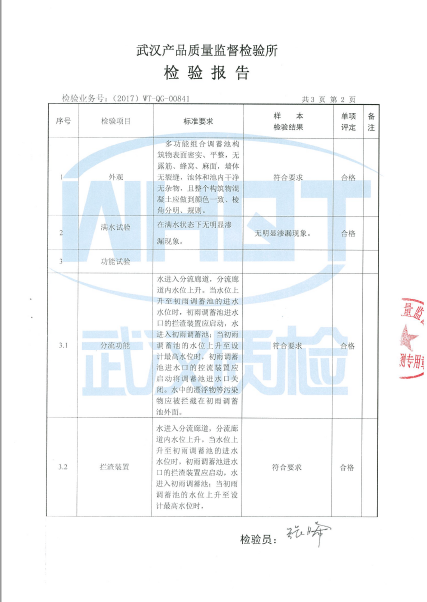 武汉产品质量监督检验所
检验报告
检验业务号:(2017) WT-QG-00841
共 3 页 第 2 页
序号
检验项目
标准要求
样 本
检验结果
单项
评定
备
注
1
外观
多功能组合调蓄池构
筑物表面密实、平整,无
露筋、蜂窝、麻面,墙体
无裂缝,池体和池内干净
无杂物,且整个构筑物混
凝土应做到颜色一致、棱
角分明、规则。
符合要求
合格
2
满水试验
在满水状态下无明显渗
漏现象。
无明显渗漏现象。
合格
3
功能试验
3.1
分流功能
水进入分流廊道,分流廊
道内水位上升。当水位上
升至初雨调蓄池的进水
水位时,初雨调蓄池进水
口的拦渣装置应启动,水
进入初雨调蓄池;当初雨
调蓄池的水位上升至设
计最高水位时,初雨调蓄
池进水口的控流装置应
启动将调蓄池进水口关
闭。水中的漂浮物等污染
物应被拦截在初雨调蓄
池外面。
符合要求
合格
3.2
拦渣装置
水进入分流廊道,分流廊
道内水位上升。当水位上
升至初雨调蓄池的进水
水位时,初雨调蓄池进水
口的拦渣装置应启动,水
进入初雨调蓄池;当初雨
调蓄池的水位上升至设
计最高水位时。
符合要求
合格
检验员:
WHQT
武汉质检
量监
测专用章